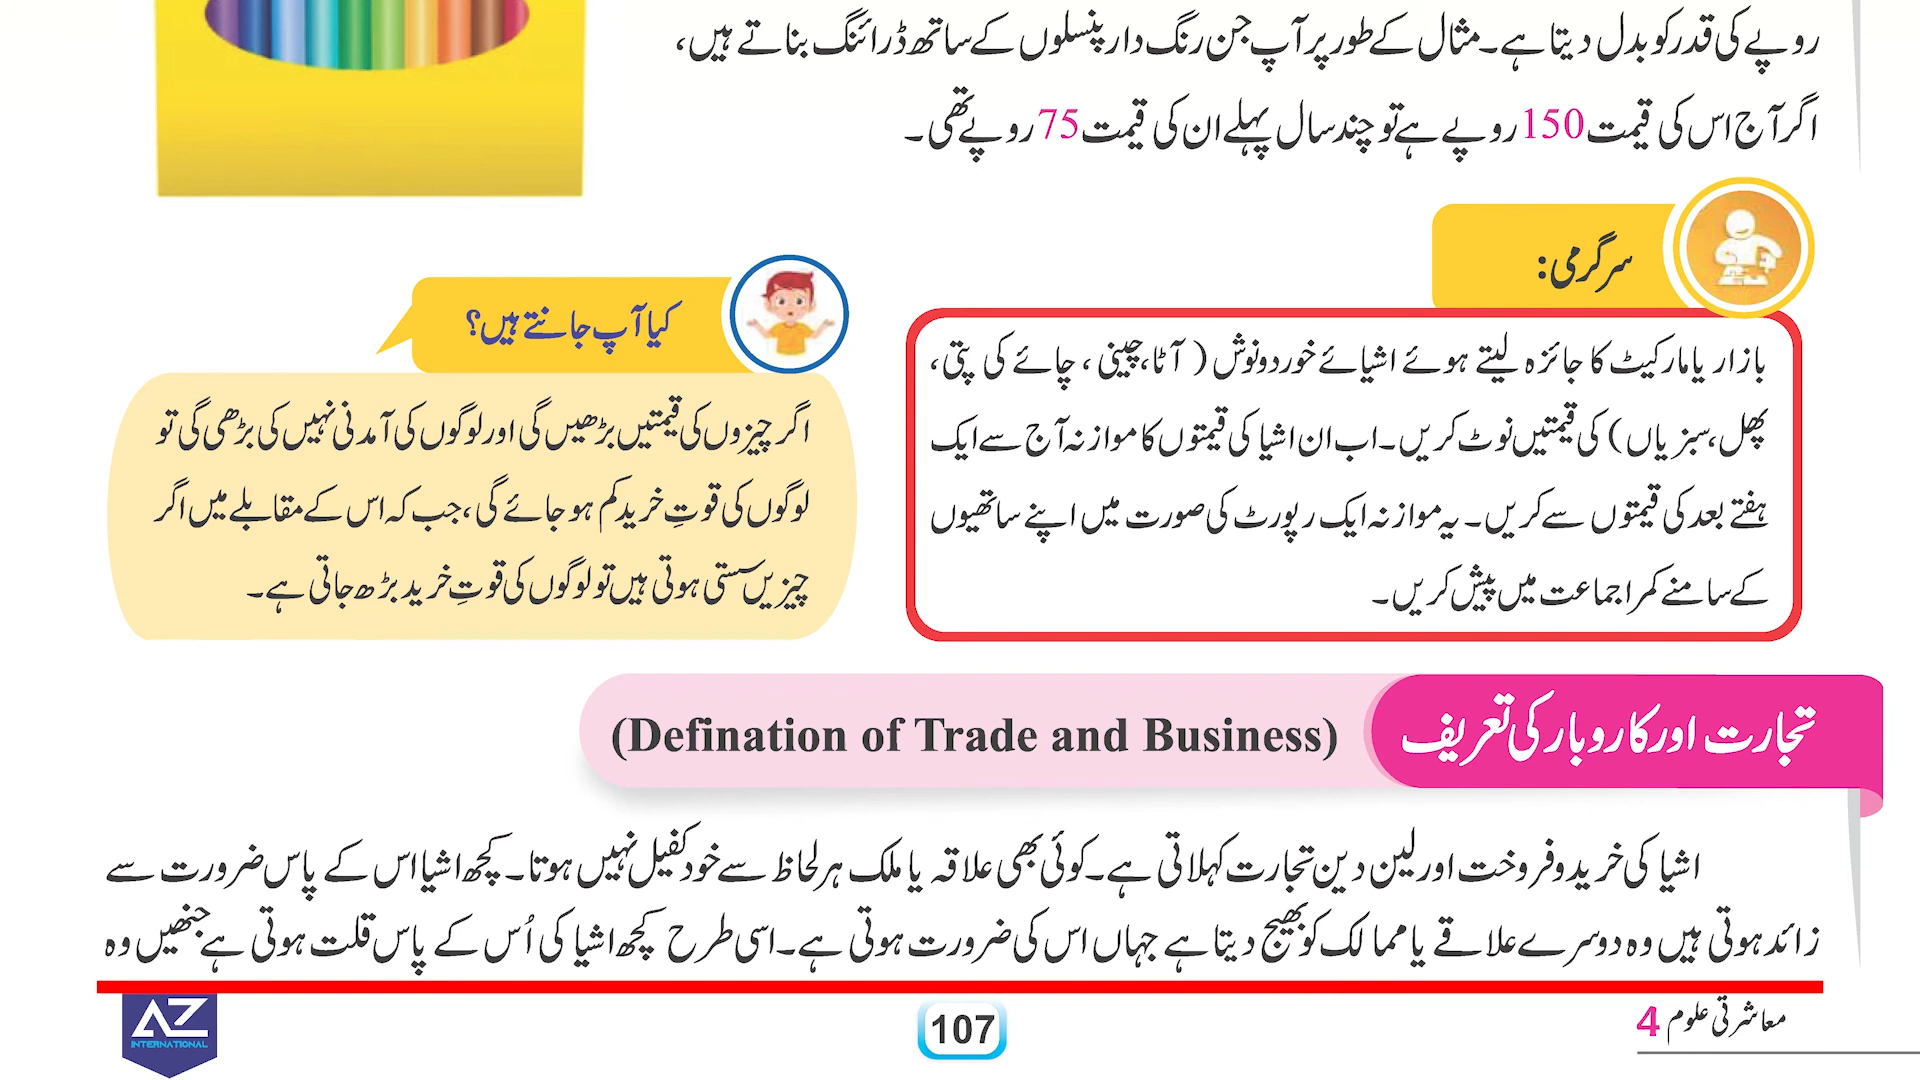 روپے کی قدر کو بدل دیتا ہے۔ مثال کے طور پر آپ جن رنگ دار پنسلوں کے ساتھ ڈرائنگ بناتے ہیں،
اگر آج اس کی قیمت 150 روپے ہے تو چند سال پہلے ان کی قیمت 75 روپے تھی۔
سرگرمی:
بازار یا مارکیٹ کا جائزہ لیتے ہوئے اشیائے خور دو نوش ( آٹا، چینی ، چائے کی پتی،
پھل، سبزیاں) کی قیمتیں نوٹ کریں۔ اب ان اشیا کی قیمتوں کا موازنہ آج سے ایک
ہفتے بعد کی قیمتوں سے کریں۔ یہ موازنہ ایک رپورٹ کی صورت میں اپنے ساتھیوں
کے سامنے کمرا جماعت میں پیش کریں۔
کیا آپ جانتے ہیں؟
اگر چیزوں کی قیمتیں بڑھیں گی اور لوگوں کی آمدنی نہیں کی بڑھی گی تو
لوگوں کی قوتِ خرید کم ہو جائے گی، جب کہ اس کے مقابلے میں اگر
چیزیں سستی ہوتی ہیں تو لوگوں کی قوتِ خرید بڑھ جاتی ہے۔
تجارت اور کاروبار کی تعریف (Defination of Trade and Business)
اشیا کی خرید و فروخت اور لین دین تجارت کہلاتی ہے۔ کوئی بھی علاقہ یا ملک ہر لحاظ سے خود کفیل نہیں ہوتا۔ کچھ اشیا اس کے پاس ضرورت سے
زائد ہوتی ہیں وہ دوسرے علاقے یا ممالک کو بھیج دیتا ہے جہاں اس کی ضرورت ہوتی ہے۔ اسی طرح کچھ اشیا کی اُس کے پاس قلت ہوتی ہے جنھیں وہ
معاشرتی علوم 4
107
AZ
INTERNATIONAL